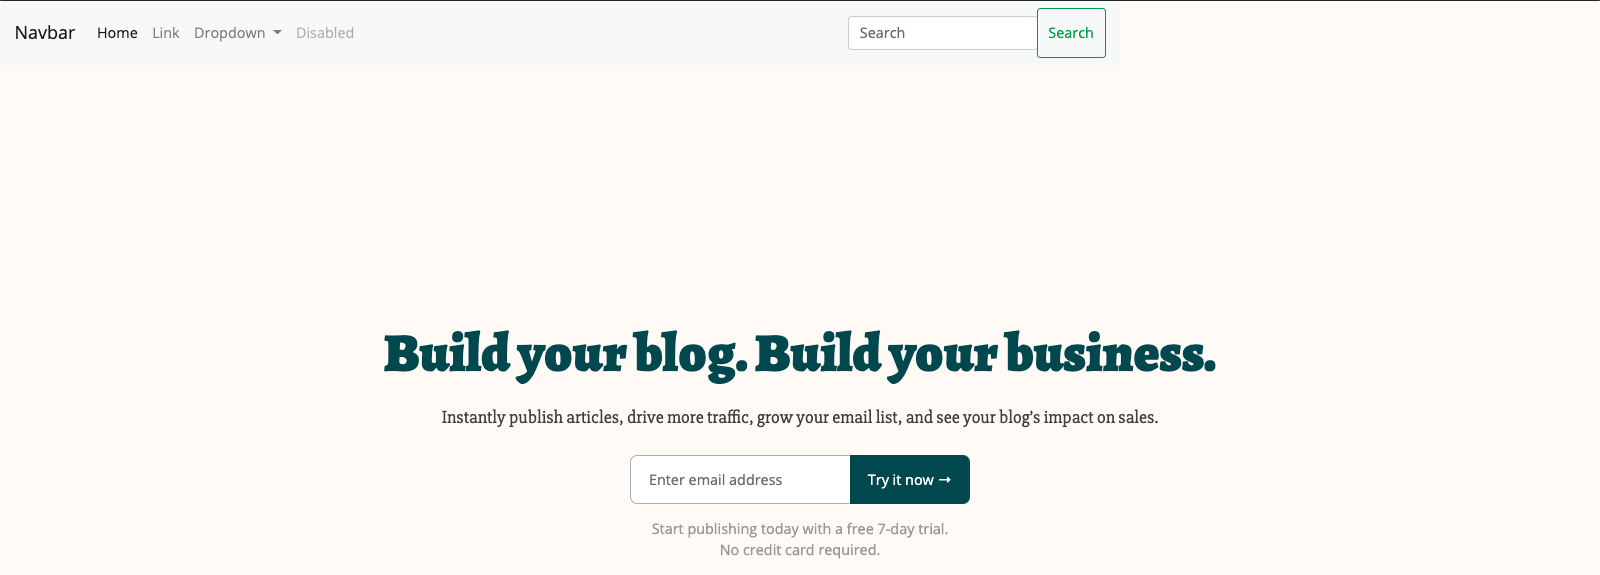 Navbar Home Link Dropdown Disabled Search Search
Build your blog. Build your business.
Instantly publish articles, drive more traffic, grow your email list, and see your blog’s impact on sales.
Enter email address Try it now →
Start publishing today with a free 7-day trial.
No credit card required.